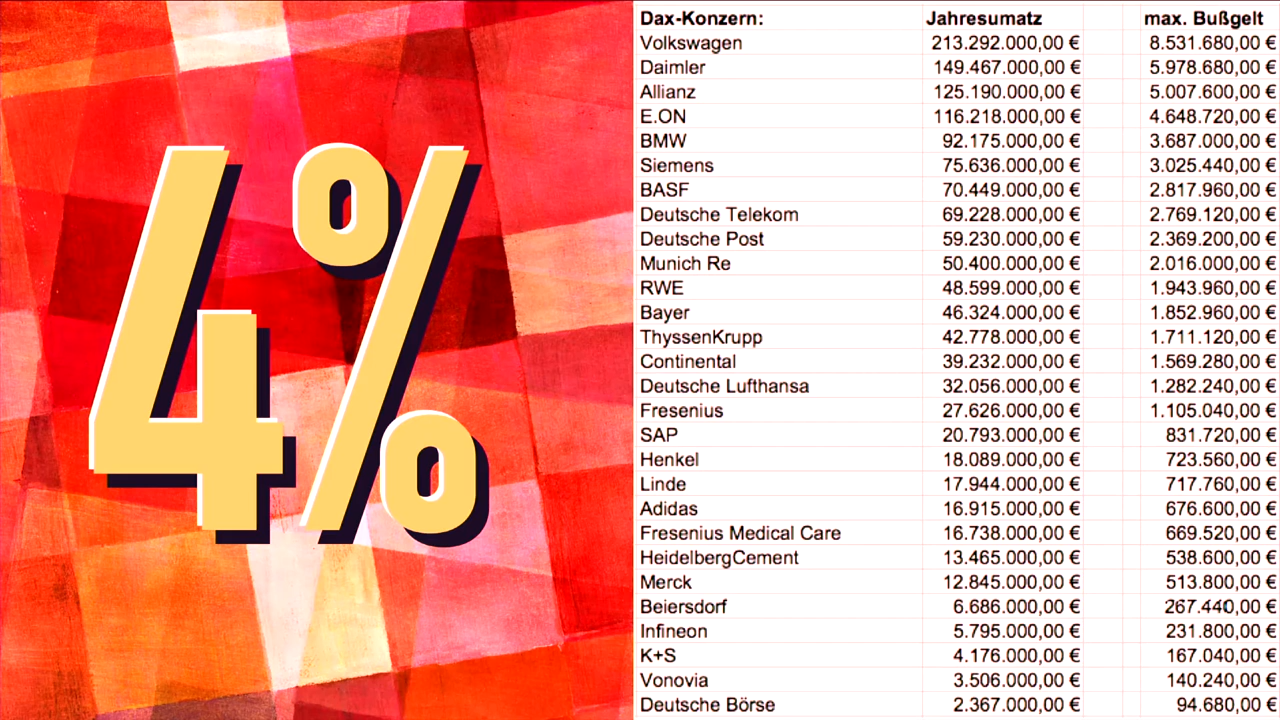 4%
Dax-Konzern: Jahresumatz max. Bußgelt
Volkswagen 213.292.000,00 € 8.531.680,00 €
Daimler 149.467.000,00 € 5.978.680,00 €
Allianz 125.190.000,00 € 5.007.600,00 €
E.ON 116.218.000,00 € 4.648.720,00 €
BMW 92.175.000,00 € 3.687.000,00 €
Siemens 75.636.000,00 € 3.025.440,00 €
BASF 70.449.000,00 € 2.817.960,00 €
Deutsche Telekom 69.228.000,00 € 2.769.120,00 €
Deutsche Post 59.230.000,00 € 2.369.200,00 €
Munich Re 50.400.000,00 € 2.016.000,00 €
RWE 48.599.000,00 € 1.943.960,00 €
Bayer 46.324.000,00 € 1.852.960,00 €
ThyssenKrupp 42.778.000,00 € 1.711.120,00 €
Continental 39.232.000,00 € 1.569.280,00 €
Deutsche Lufthansa 32.056.000,00 € 1.282.240,00 €
Fresenius 27.626.000,00 € 1.105.040,00 €
SAP 20.793.000,00 € 831.720,00 €
Henkel 18.089.000,00 € 723.560,00 €
Linde 17.944.000,00 € 717.760,00 €
Adidas 16.915.000,00 € 676.600,00 €
Fresenius Medical Care 16.738.000,00 € 669.520,00 €
HeidelbergCement 13.465.000,00 € 538.600,00 €
Merck 12.845.000,00 € 513.800,00 €
Beiersdorf 6.686.000,00 € 267.440,00 €
Infineon 5.795.000,00 € 231.800,00 €
K+S 4.176.000,00 € 167.040,00 €
Vonovia 3.506.000,00 € 140.240,00 €
Deutsche Börse 2.367.000,00 € 94.680,00 €